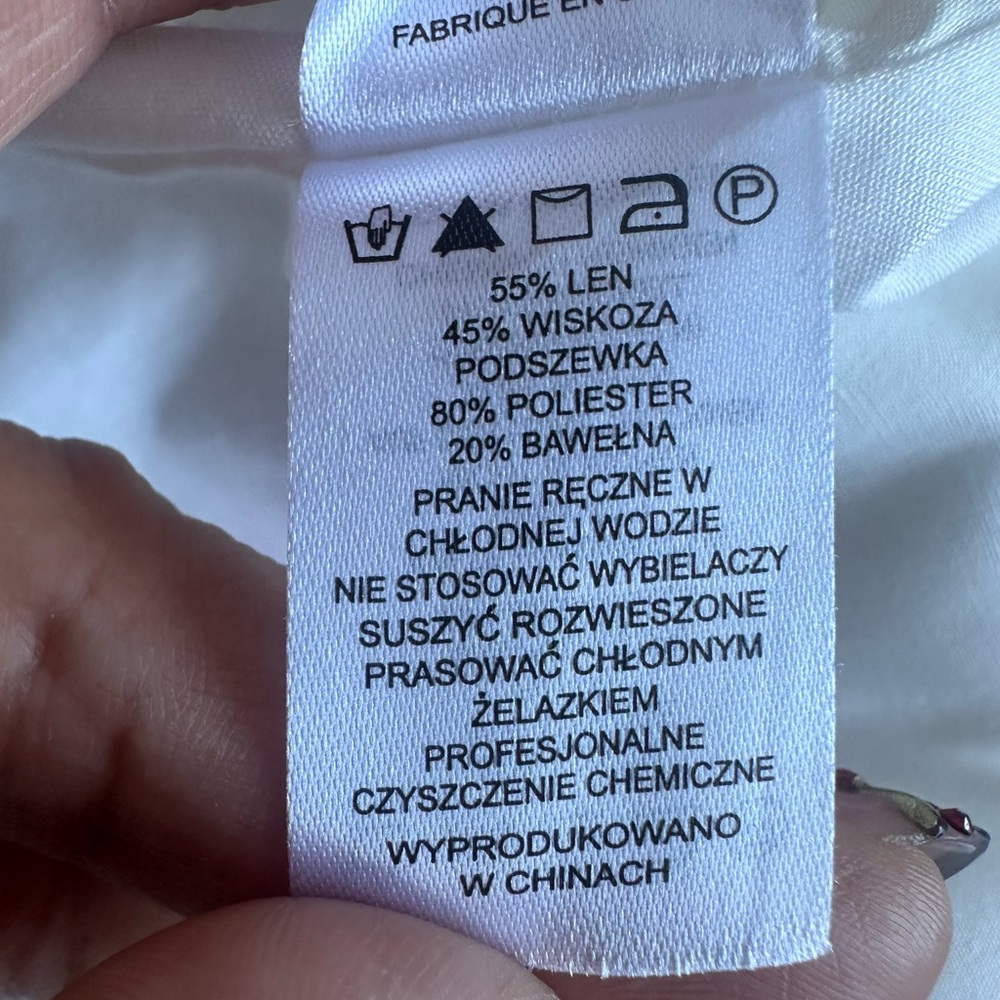 FABRIQUÉ EN
P
55% LEN
45% WISKOZA
PODSZEWKA
80% POLIESTER
20% BAWEŁNA
PRANIE RĘCZNE W
CHŁODNEJ WODZIE
NIE STOSOWAĆ WYBIELACZY
SUSZYĆ ROZWIESZONE
PRASOWAĆ CHŁODNYM
ŻELAZKIEM
PROFESJONALNE
CZYSZCZENIE CHEMICZNE
WYPRODUKOWANO
W CHINACH